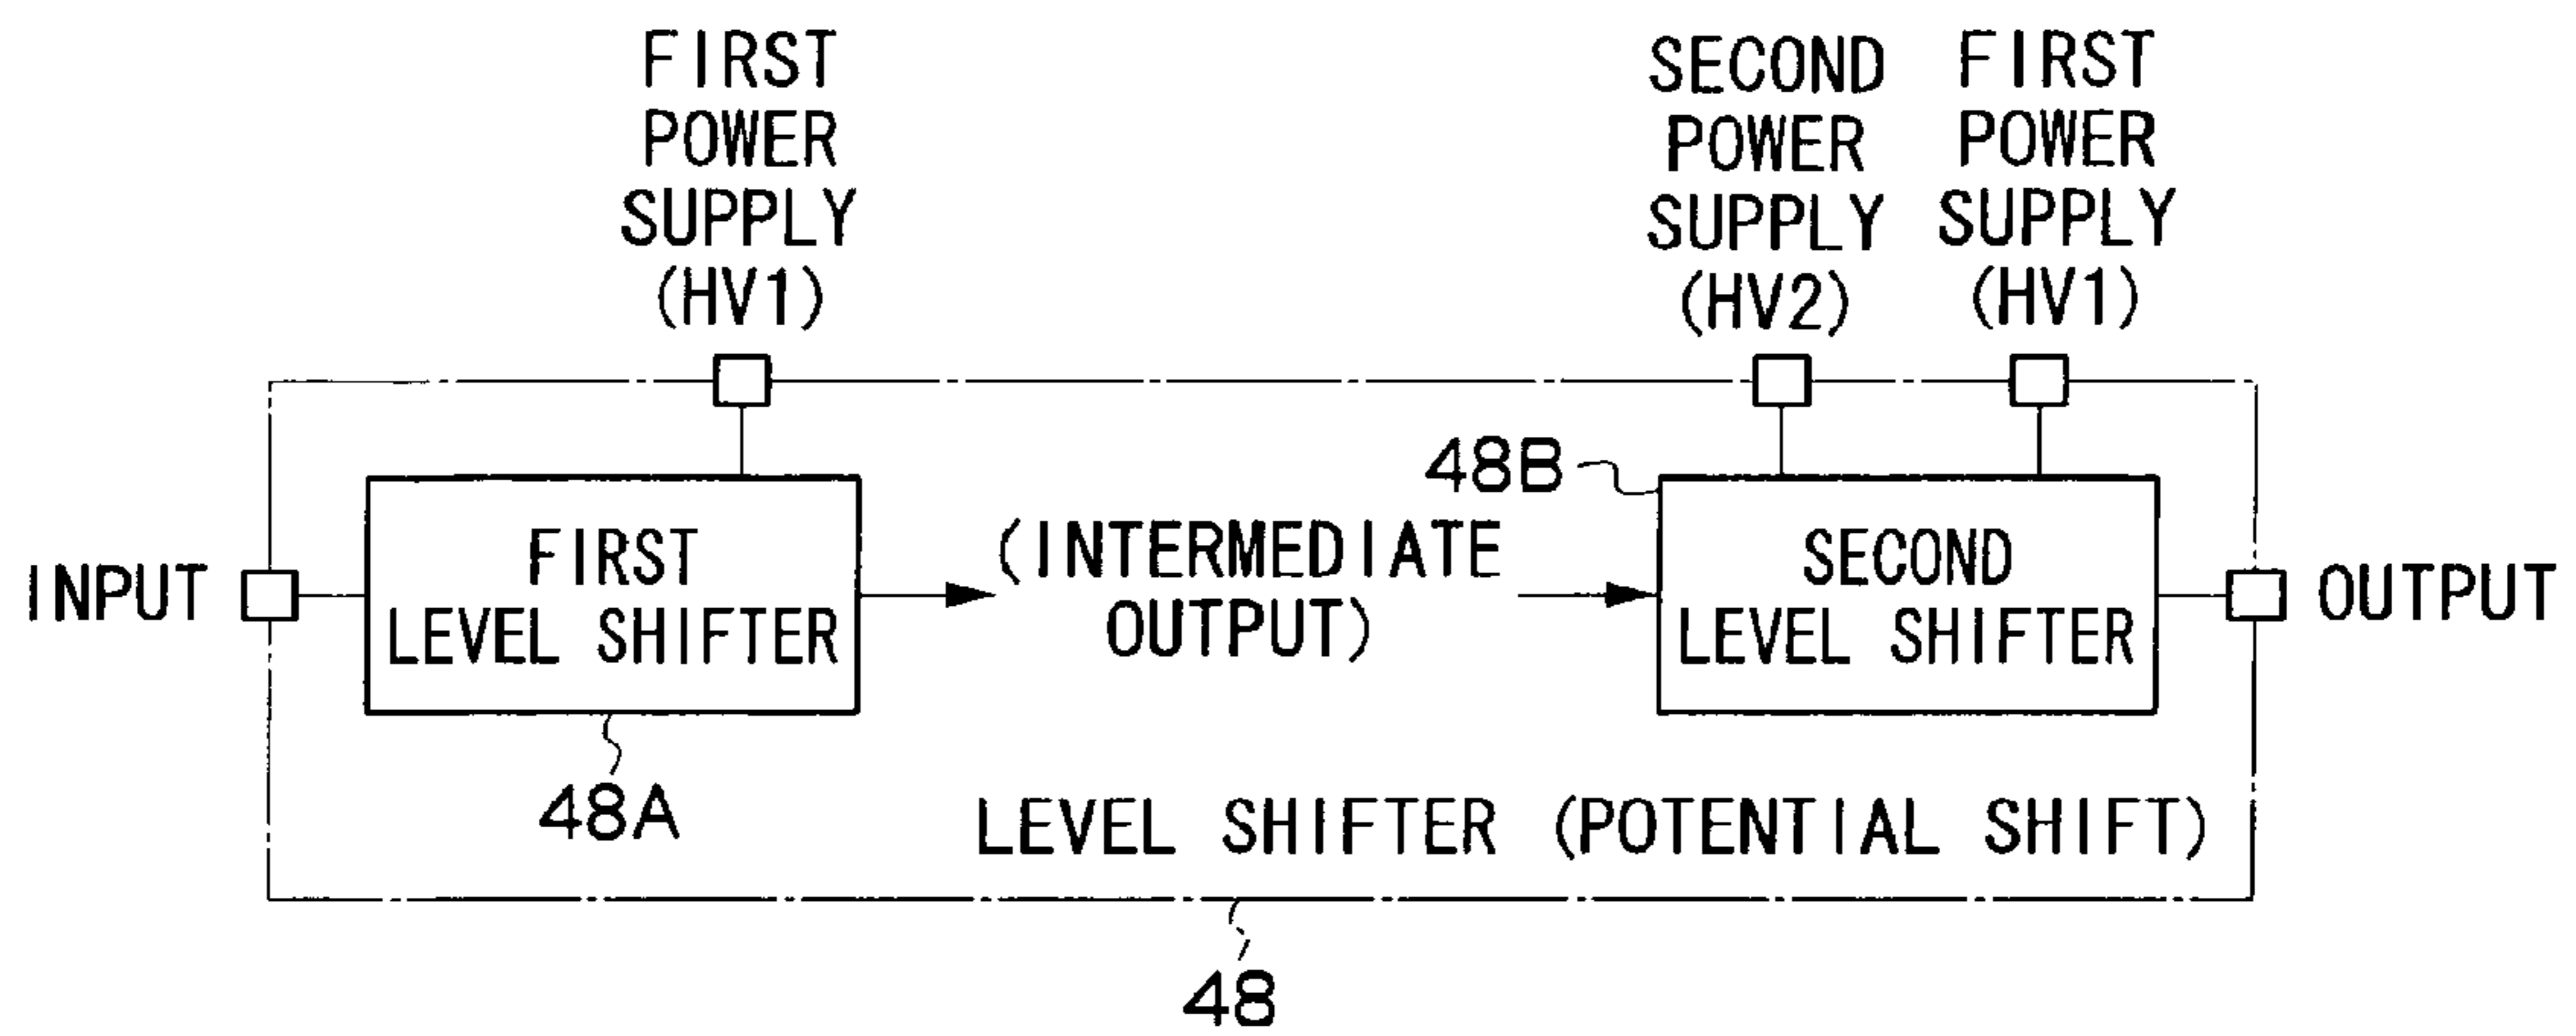 FIRST
POWER
SUPPLY
(HV1)
SECOND
POWER
SUPPLY
(HV2)
FIRST
POWER
SUPPLY
(HV1)
INPUT
FIRST
LEVEL SHIFTER
48A
(INTERMEDIATE
OUTPUT)
48B
SECOND
LEVEL SHIFTER
OUTPUT
LEVEL SHIFTER (POTENTIAL SHIFT)
48